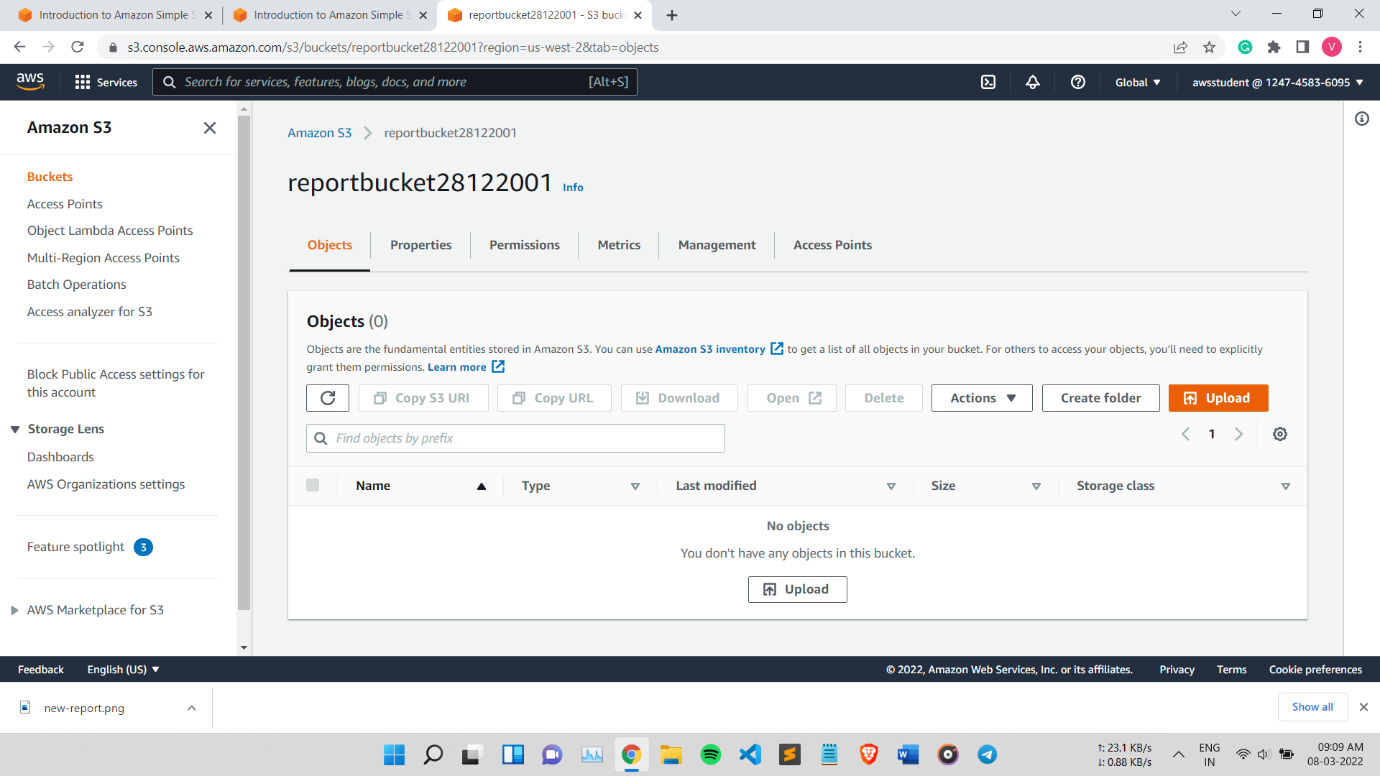 Introduction to Amazon Simple S
Introduction to Amazon Simple S
reportbucket28122001 - S3 buck
s3.console.aws.amazon.com/s3/buckets/reportbucket28122001?region=us-west-2&tab=objects
V
aws
Services
Search for services, features, blogs, docs, and more
[Alt+S]
Global
awsstudent @ 1247-4583-6095
Amazon S3
Buckets
Access Points
Object Lambda Access Points
Multi-Region Access Points
Batch Operations
Access analyzer for S3
Block Public Access settings for
this account
Storage Lens
Dashboards
AWS Organizations settings
Feature spotlight 3
AWS Marketplace for S3
Amazon S3 > reportbucket28122001
reportbucket28122001 Info
Objects Properties Permissions Metrics Management Access Points
Objects (0)
Objects are the fundamental entities stored in Amazon S3. You can use Amazon S3 inventory to get a list of all objects in your bucket. For others to access your objects, you'll need to explicitly
grant them permissions. Learn more
Copy S3 URI Copy URL Download Open Delete Actions Create folder Upload
Find objects by prefix
1
Name Type Last modified Size Storage class
No objects
You don't have any objects in this bucket.
Upload
Feedback English (US) © 2022, Amazon Web Services, Inc. or its affiliates. Privacy Terms Cookie preferences
new-report.png Show all
↑: 23.1 KB/s
↓: 0.88 KB/s
ENG
IN
09:09 AM
08-03-2022